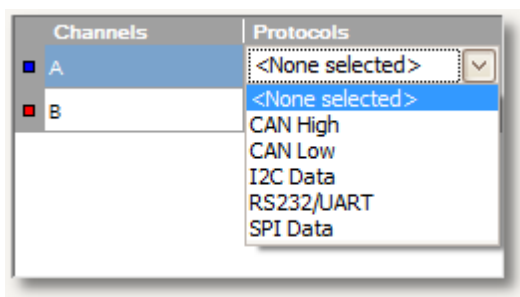 Channels Protocols
A <None selected>
<None selected>
B
CAN High
CAN Low
I2C Data
RS232/UART
SPI Data